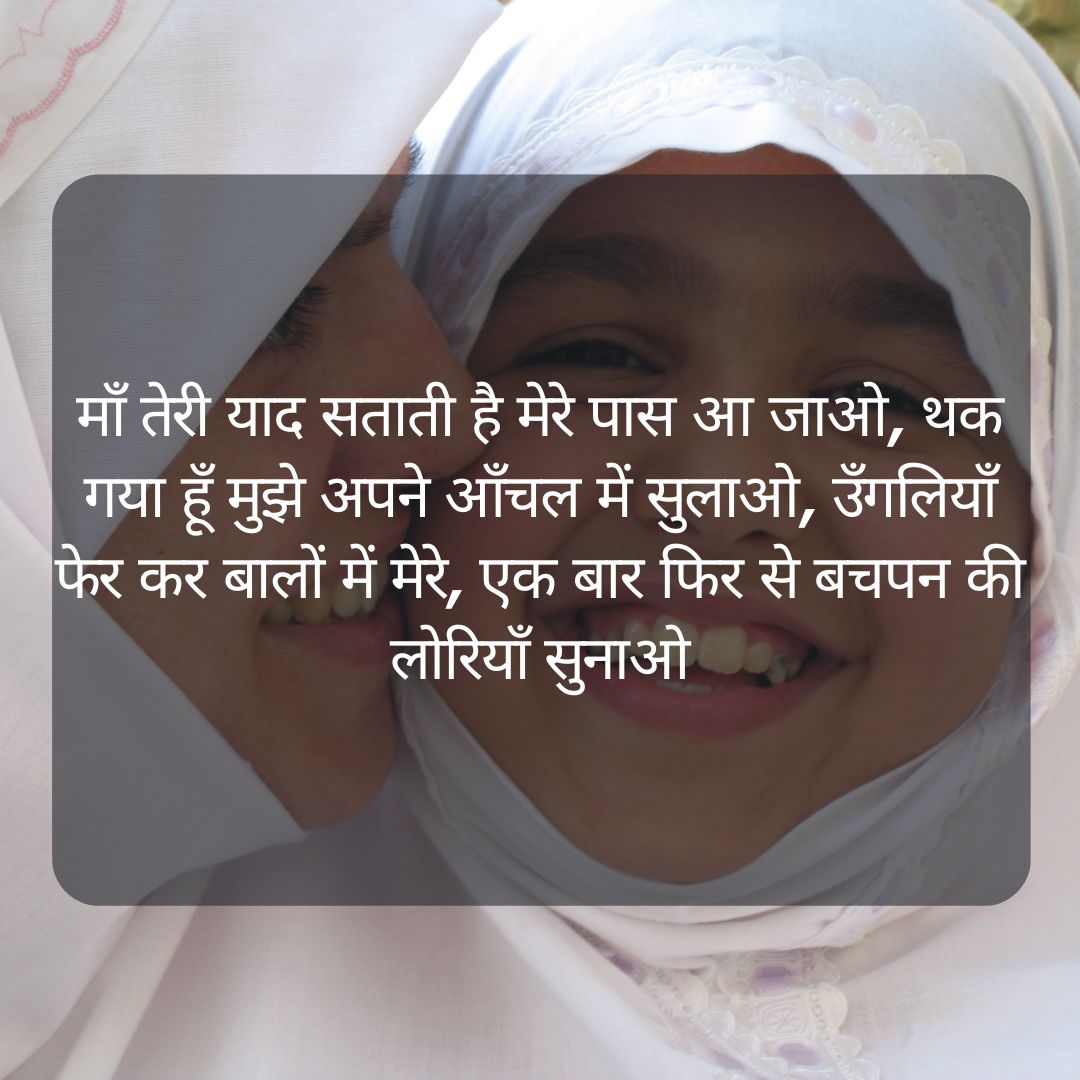 माँ तेरी याद सताती है मेरे पास आ जाओ, थक
गया हूँ मुझे अपने आँचल में सुलाओ, उँगलियाँ
फेर कर बालों में मेरे, एक बार फिर से बचपन की
लोरियाँ सुनाओ